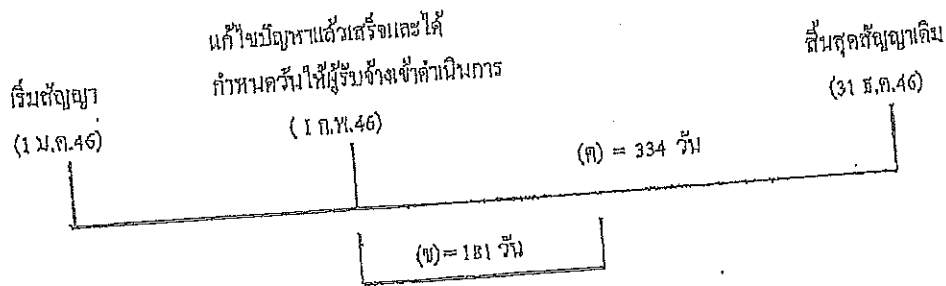 แก้ไขปัญหาแล้วเสร็จและได้
กำหนดวันให้ผู้รับจ้างเข้าดำเนินการ
(1 ก.พ.46)
เริ่มสัญญา
(1 ม.ค.46)
สิ้นสุดสัญญาเดิม
(31 ธ.ค.46)
(ค) = 334 วัน
(ข)=181 วัน